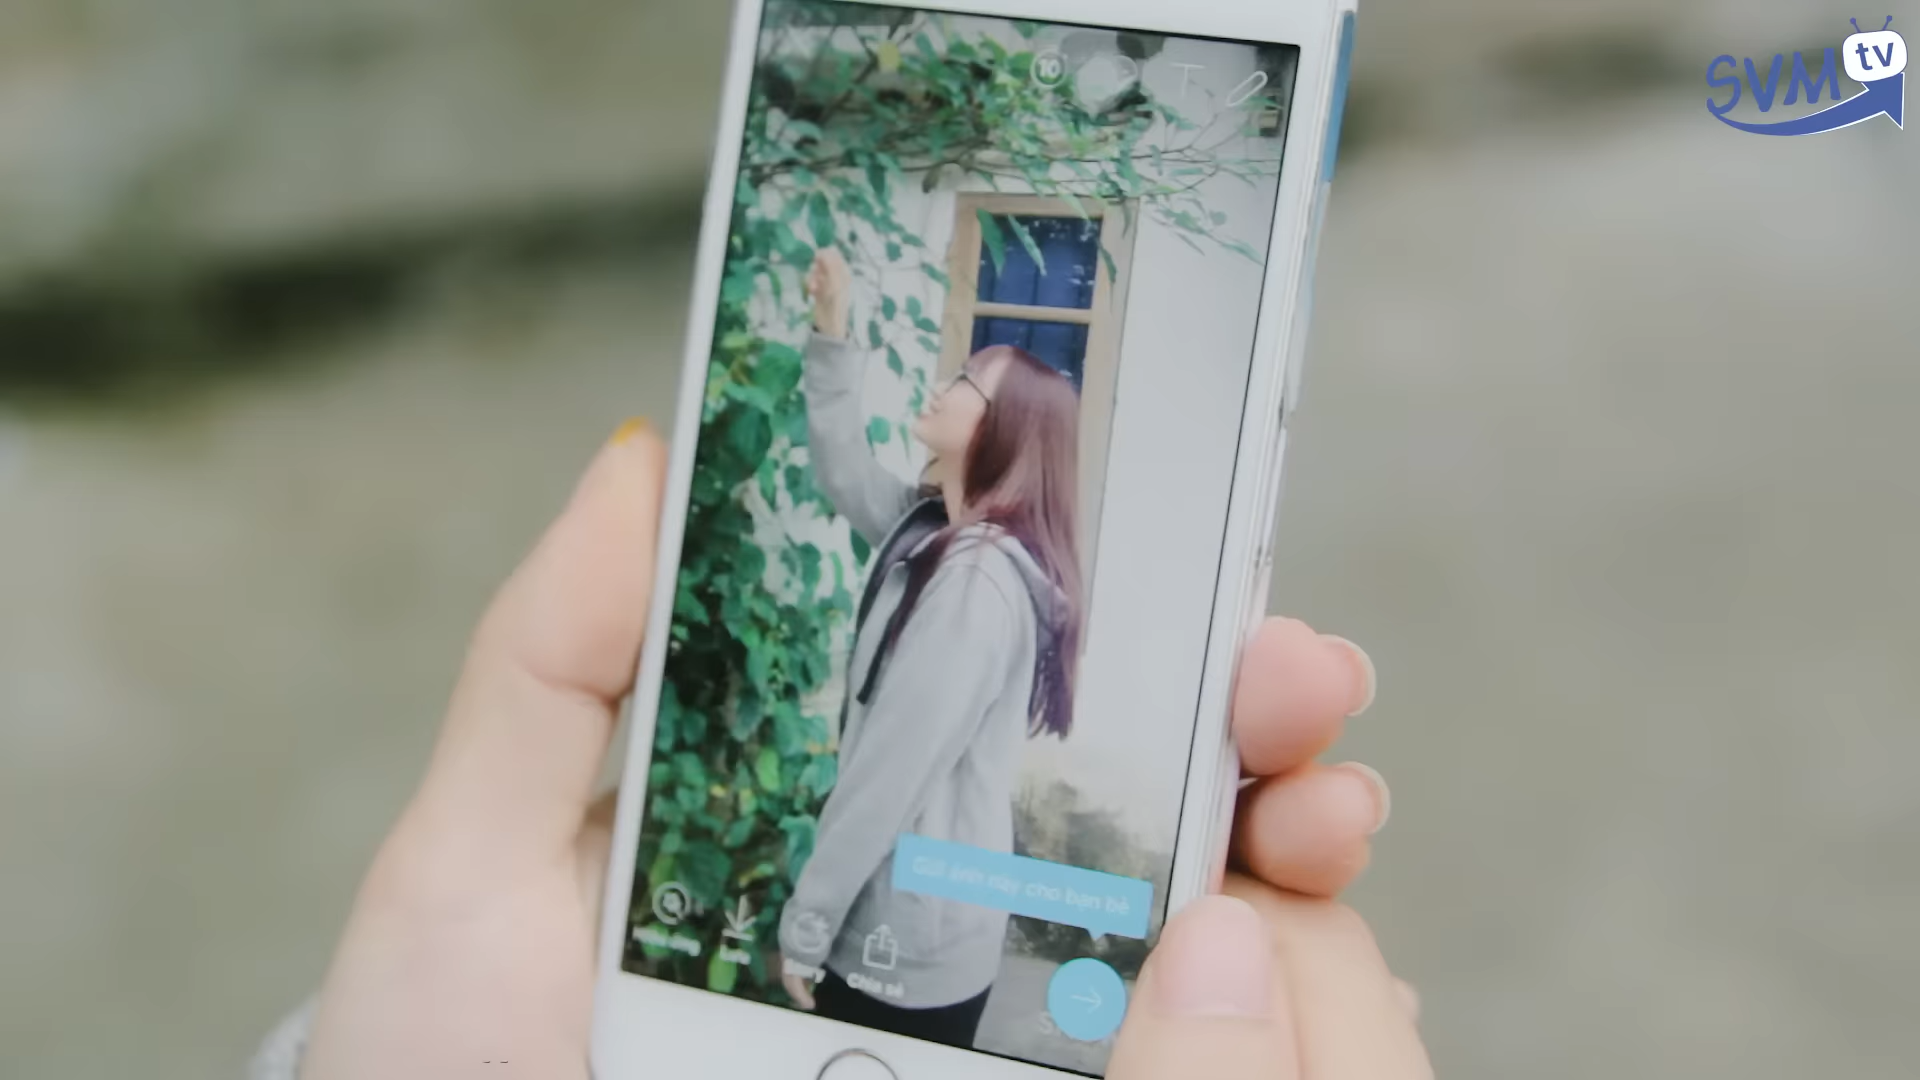 SVM tv
10
T
Gửi ảnh này cho bạn bè
Lưu
Story
Chia sẻ